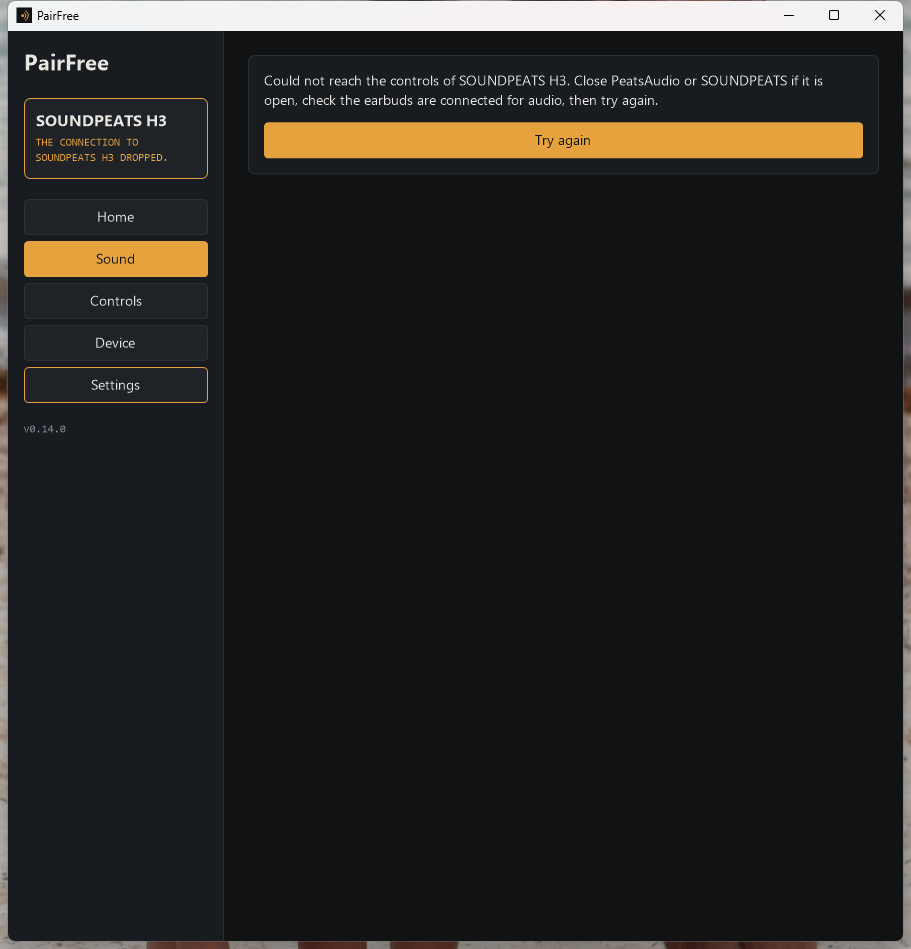 PairFree
PairFree
SOUNDPEATS H3
THE CONNECTION TO
SOUNDPEATS H3 DROPPED.
Home
Sound
Controls
Device
Settings
v0.14.0
Could not reach the controls of SOUNDPEATS H3. Close PeatsAudio or SOUNDPEATS if it is
open, check the earbuds are connected for audio, then try again.
Try again